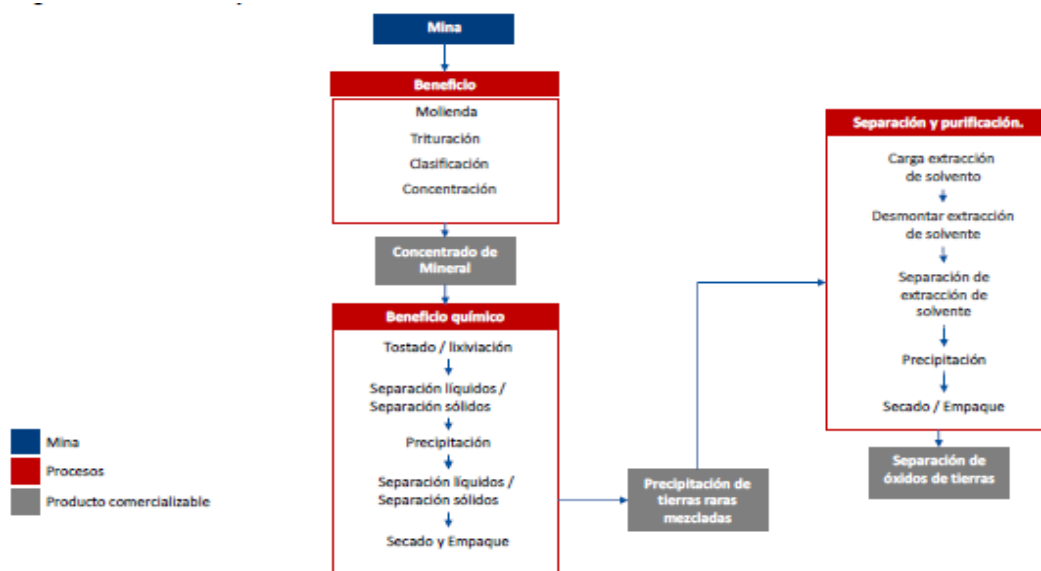 Mina
Beneficio
Molienda
Trituración
Clasificación
Concentración
Concentrado de
Mineral
Beneficio químico
Tostado / lixiviación
Separación líquidos /
Separación sólidos
Precipitación
Separación líquidos /
Separación sólidos
Secado y Empaque
Precipitación de
tierras raras
mezcladas
Separación y purificación.
Carga extracción
de solvento
Desmontar extracción
de solvente
Separación de
extracción de
solvente
Precipitación
Secado / Empaque
Separación de
óxidos de tierras
Mina
Procesos
Producto comercializable